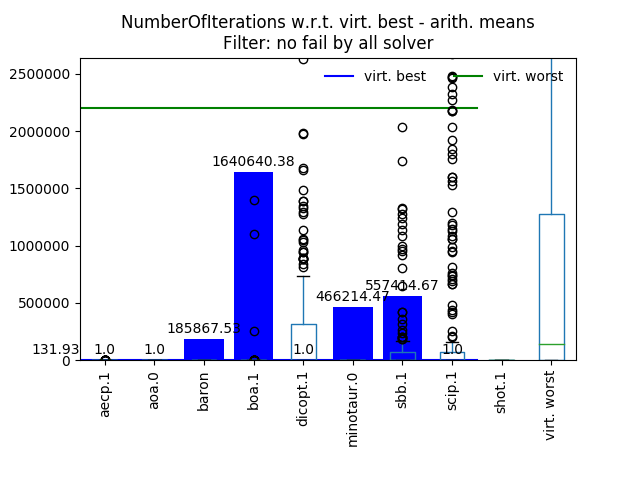 NumberOfIterations w.r.t. virt. best - arith. means
Filter: no fail by all solver
virt. best
virt. worst
2500000
2000000
1500000
1000000
500000
0
131.93
1.0
1.0
185867.53
1640640.38
1.0
466214.47
557414.67
1.0
aecp.1
aoa.0
baron
boa.1
dicopt.1
minotaur.0
sbb.1
scip.1
shot.1
virt. worst